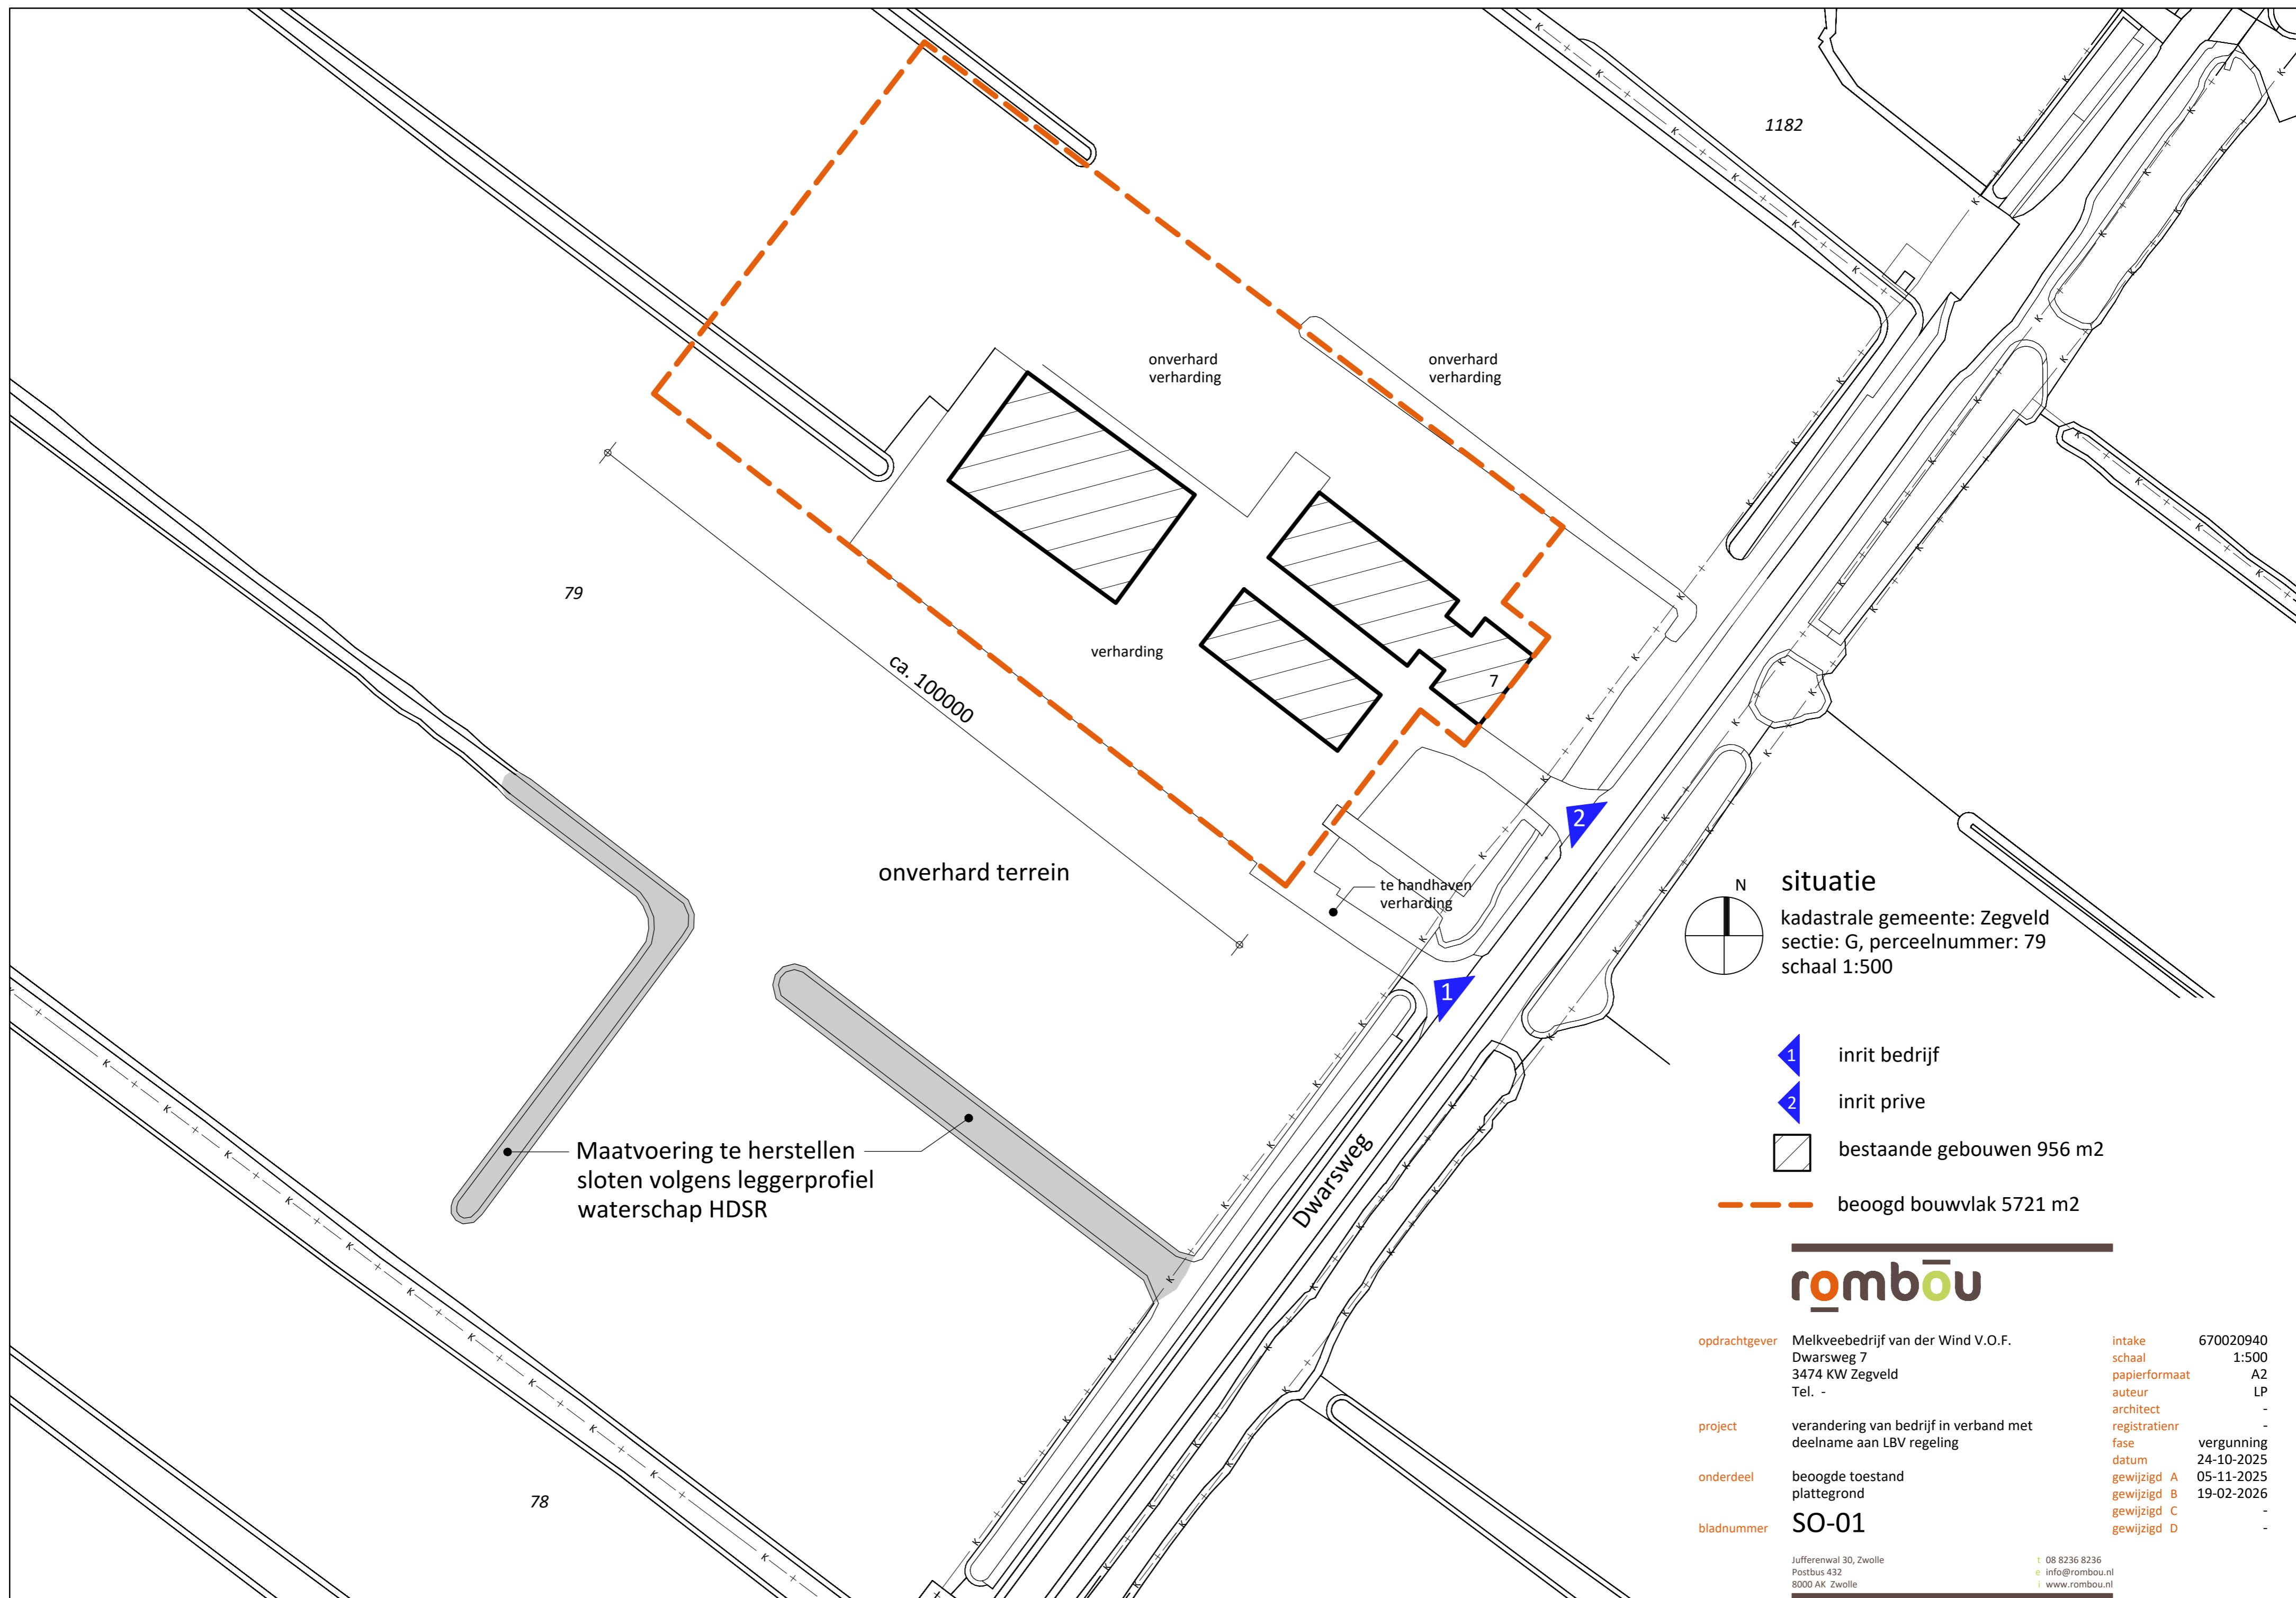 1182
onverhard
verharding
onverhard
verharding
79
verharding
7
ca. 100000
2
onverhard terrein
te handhaven
verharding
1
N
situatie
kadastrale gemeente: Zegveld
sectie: G, perceelnummer: 79
schaal 1:500
1 inrit bedrijf
2 inrit prive
bestaande gebouwen 956 m2
beoogd bouwvlak 5721 m2
Maatvoering te herstellen
sloten volgens leggerprofiel
waterschap HDSR
Dwarsweg
78
rombou
opdrachtgever Melkveebedrijf van der Wind V.O.F.
Dwarsweg 7
3474 KW Zegveld
Tel. -
project verandering van bedrijf in verband met
deelname aan LBV regeling
onderdeel beoogde toestand
plattegrond
bladnummer SO-01
intake 670020940
schaal 1:500
papierformaat A2
auteur LP
architect -
registratienr -
fase vergunning
datum 24-10-2025
gewijzigd A 05-11-2025
gewijzigd B 19-02-2026
gewijzigd C -
gewijzigd D -
Jufferenwal 30, Zwolle
Postbus 432
8000 AK Zwolle
t 08 8236 8236
e info@rombou.nl
i www.rombou.nl